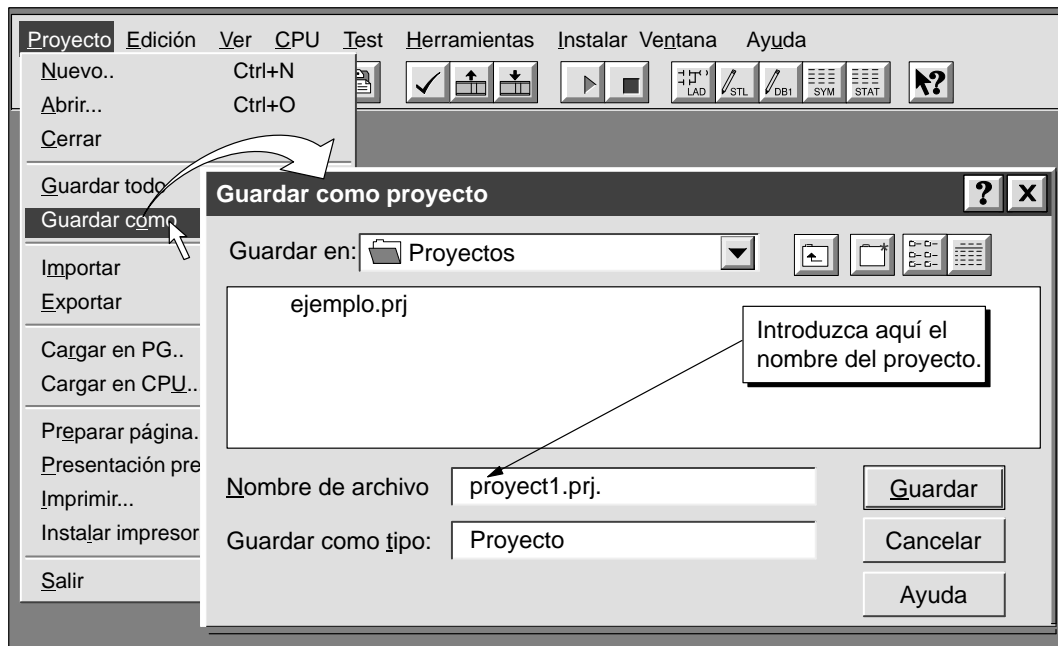 Proyecto Edición Ver CPU Test Herramientas Instalar Ventana Ayuda
Nuevo.. Ctrl+N
Abrir... Ctrl+O
Cerrar
Guardar todo
Guardar como
Importar
Exportar
Cargar en PG..
Cargar en CPU..
Preparar página.
Presentación pre
Imprimir...
Instalar impresor
Salir
LAD STL DB1 SYM STAT
Guardar como proyecto
Guardar en: Proyectos
ejemplo.prj
Introduzca aquí el
nombre del proyecto.
Nombre de archivo proyect1.prj.
Guardar
Guardar como tipo: Proyecto
Cancelar
Ayuda